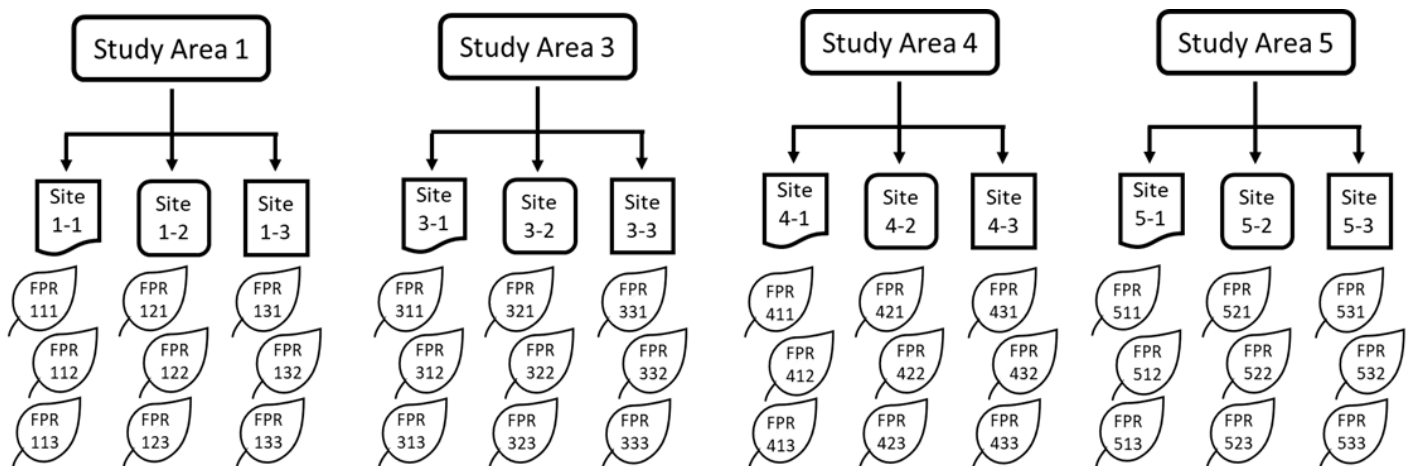 Study Area 1
Study Area 3
Study Area 4
Study Area 5
Site
1-1
Site
1-2
Site
1-3
Site
3-1
Site
3-2
Site
3-3
Site
4-1
Site
4-2
Site
4-3
Site
5-1
Site
5-2
Site
5-3
FPR
111
FPR
121
FPR
131
FPR
311
FPR
321
FPR
331
FPR
411
FPR
421
FPR
431
FPR
511
FPR
521
FPR
531
FPR
112
FPR
122
FPR
132
FPR
312
FPR
322
FPR
332
FPR
412
FPR
422
FPR
432
FPR
512
FPR
522
FPR
532
FPR
113
FPR
123
FPR
133
FPR
313
FPR
323
FPR
333
FPR
413
FPR
423
FPR
433
FPR
513
FPR
523
FPR
533